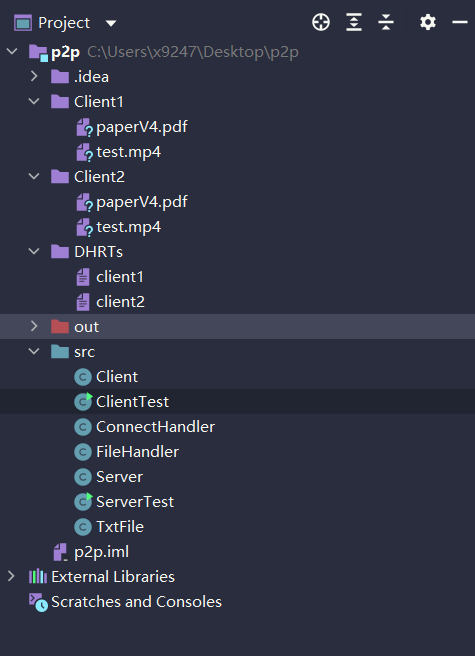 Project
p2p C:\Users\x9247\Desktop\p2p
.idea
Client1
paperV4.pdf
test.mp4
Client2
paperV4.pdf
test.mp4
DHRTs
client1
client2
out
src
Client
ClientTest
ConnectHandler
FileHandler
Server
ServerTest
TxtFile
p2p.iml
External Libraries
Scratches and Consoles